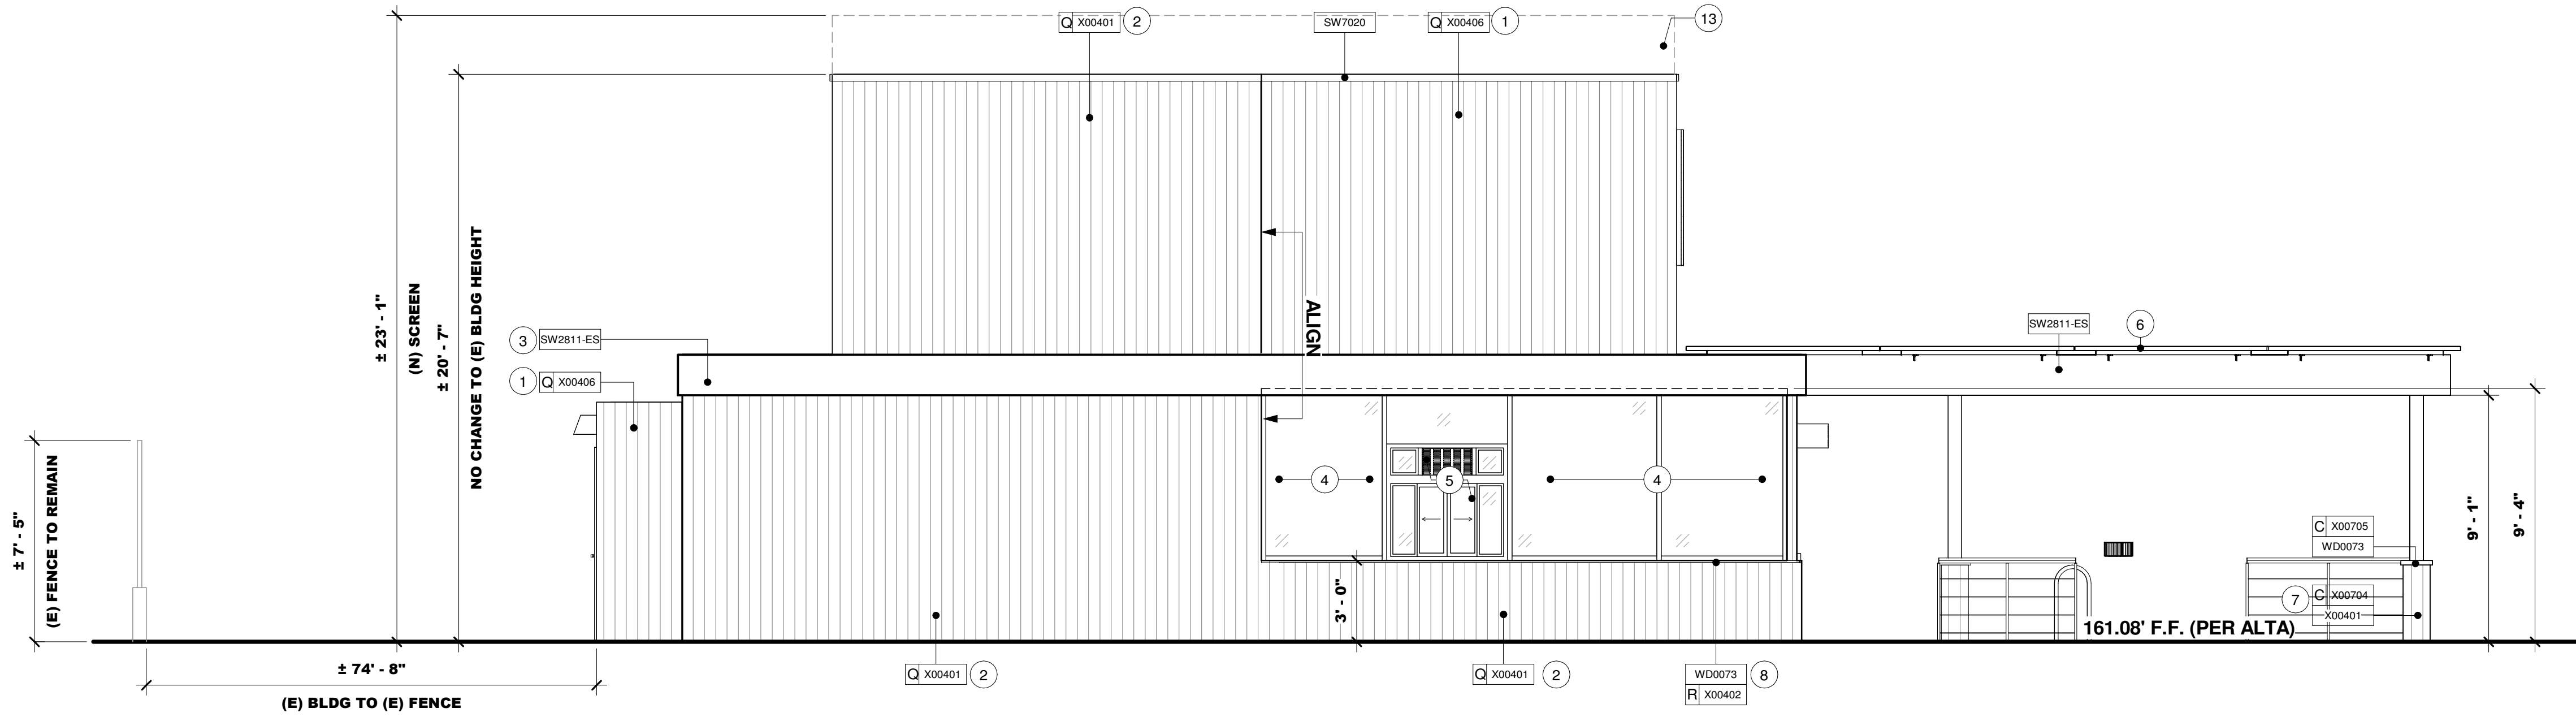 Q X00401 2
SW7020
Q X00406 1
13
± 23' - 1"
(N) SCREEN
± 20' - 7"
NO CHANGE TO (E) BLDG HEIGHT
ALIGN
3 SW2811-ES
1 Q X00406
SW2811-ES
6
± 7' - 5"
(E) FENCE TO REMAIN
4
5
4
9' - 1"
9' - 4"
C X00705
WD0073
3' - 0"
7 C X00704
X00401
161.08' F.F. (PER ALTA)
± 74' - 8"
(E) BLDG TO (E) FENCE
Q X00401 2
Q X00401 2
WD0073 8
R X00402